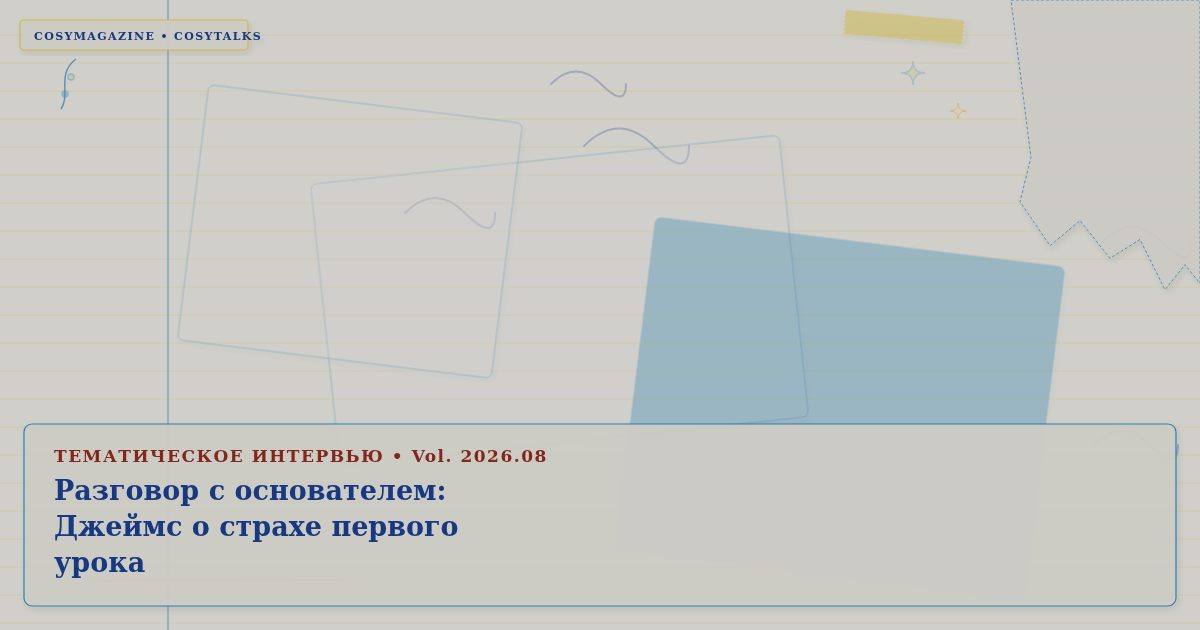 COSYMAGAZINE • COSYTALKS
ТЕМАТИЧЕСКОЕ ИНТЕРВЬЮ • Vol. 2026.08
Разговор с основателем:
Джеймс о страхе первого
урока